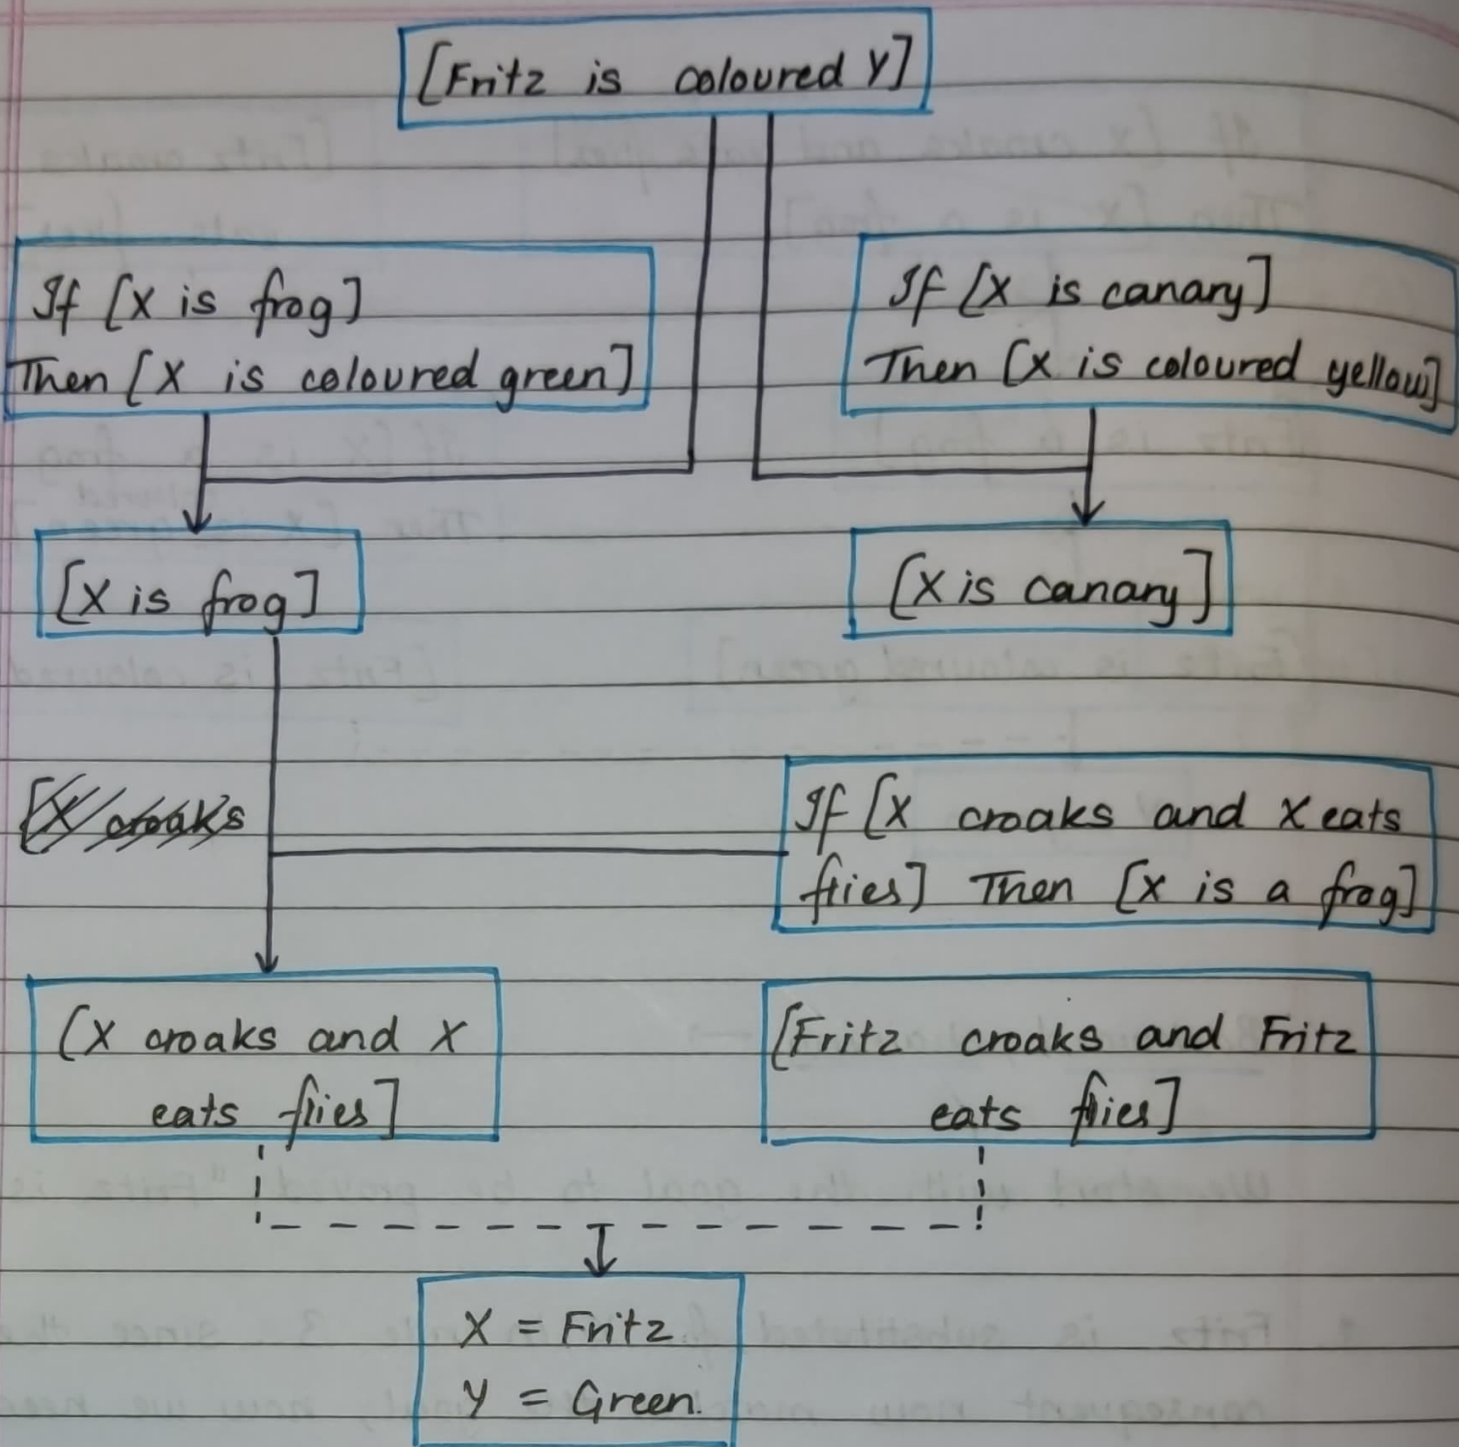 [Fritz is coloured Y]
If [X is frog]
Then [X is coloured green]
If [X is canary]
Then [X is coloured yellow]
[X is frog]
[X is canary]
[X croaks
If [X croaks and X eats
flies] Then [X is a frog]
[X croaks and X
eats flies]
[Fritz croaks and Fritz
eats flies]
X = Fritz
Y = Green.